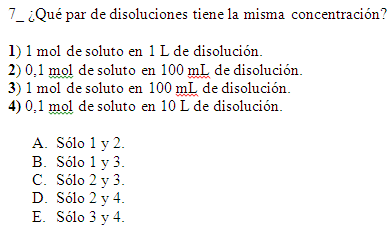 7_ ¿Qué par de disoluciones tiene la misma concentración?
1) 1 mol de soluto en 1 L de disolución.
2) 0,1 mol de soluto en 100 mL de disolución.
3) 1 mol de soluto en 100 mL de disolución.
4) 0,1 mol de soluto en 10 L de disolución.
A. Sólo 1 y 2.
B. Sólo 1 y 3.
C. Sólo 2 y 3.
D. Sólo 2 y 4.
E. Sólo 3 y 4.